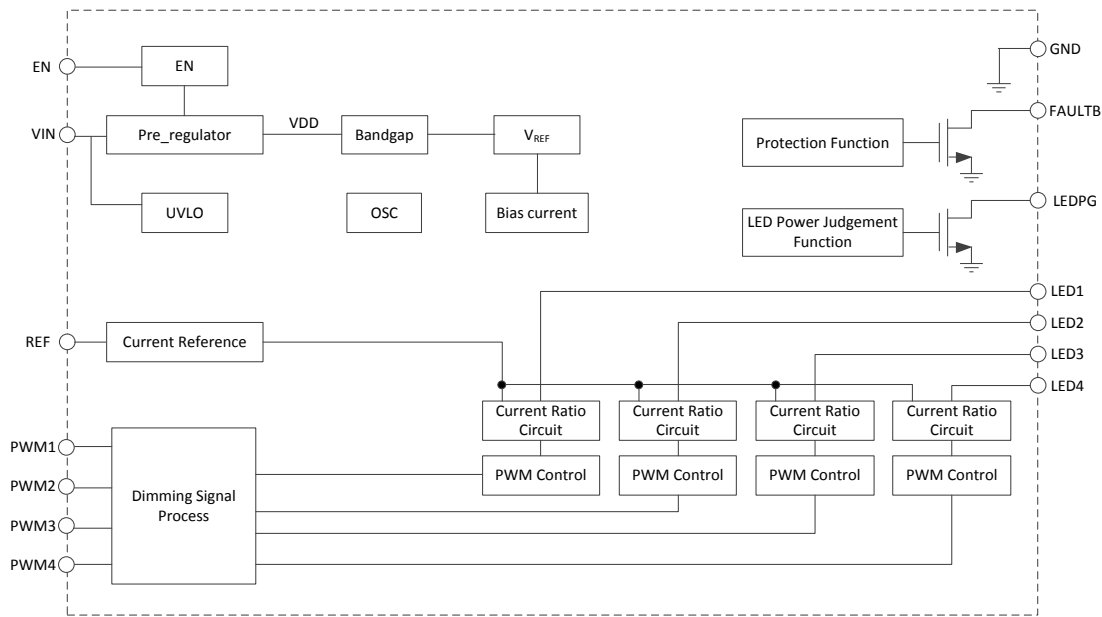 GND
EN
EN
FAULTB
VIN
Pre_regulator
VDD
Bandgap
VREF
Protection Function
UVLO
OSC
Bias current
LEDPG
LED Power Judgement
Function
LED1
LED2
REF
Current Reference
LED3
LED4
Current Ratio
Circuit
Current Ratio
Circuit
Current Ratio
Circuit
Current Ratio
Circuit
PWM1
PWM Control
PWM Control
PWM Control
PWM Control
PWM2
Dimming Signal
Process
PWM3
PWM4